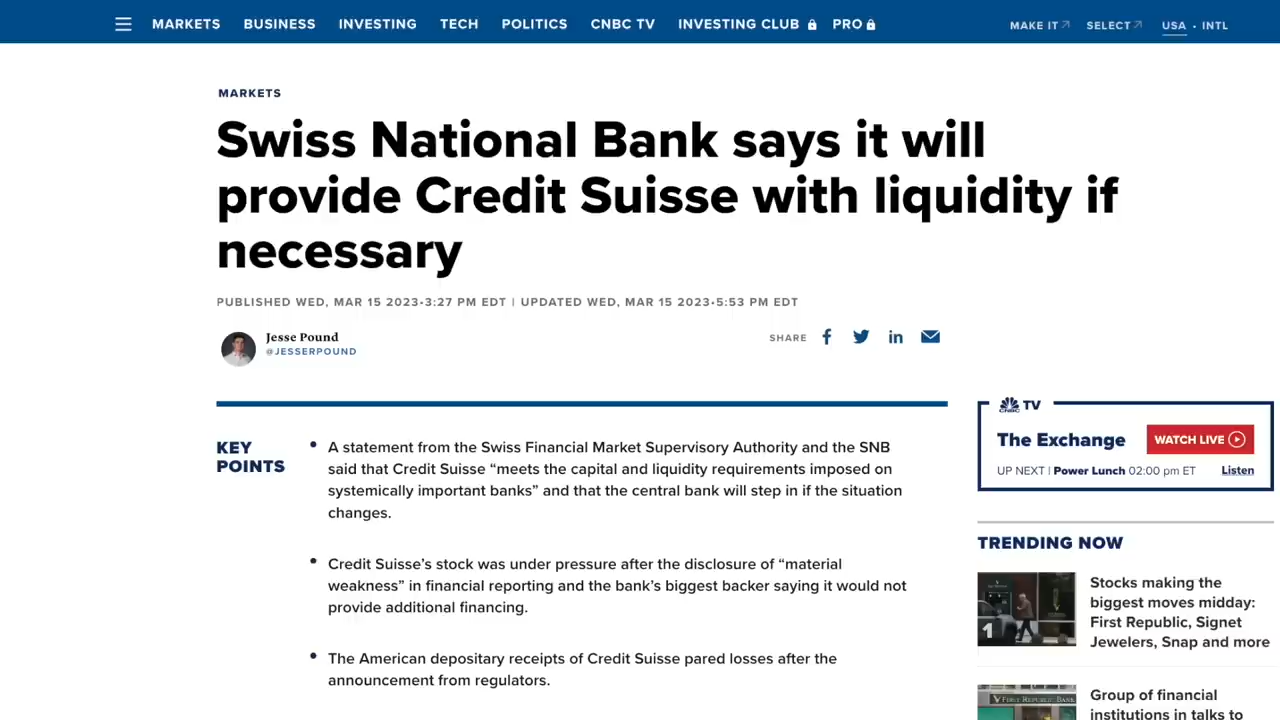 MARKETS BUSINESS INVESTING TECH POLITICS CNBC TV INVESTING CLUB PRO MAKE IT SELECT USA • INTL
MARKETS
Swiss National Bank says it will
provide Credit Suisse with liquidity if
necessary
PUBLISHED WED, MAR 15 2023•3:27 PM EDT | UPDATED WED, MAR 15 2023•5:53 PM EDT
Jesse Pound
@JESSERPOUND
SHARE
KEY
POINTS
• A statement from the Swiss Financial Market Supervisory Authority and the SNB
said that Credit Suisse “meets the capital and liquidity requirements imposed on
systemically important banks” and that the central bank will step in if the situation
changes.
• Credit Suisse’s stock was under pressure after the disclosure of “material
weakness” in financial reporting and the bank’s biggest backer saying it would not
provide additional financing.
• The American depositary receipts of Credit Suisse pared losses after the
announcement from regulators.
CNBC TV
The Exchange WATCH LIVE
UP NEXT | Power Lunch 02:00 pm ET Listen
TRENDING NOW
1
Stocks making the
biggest moves midday:
First Republic, Signet
Jewelers, Snap and more
FIRST REPUBLIC BANK
Group of financial
institutions in talks to